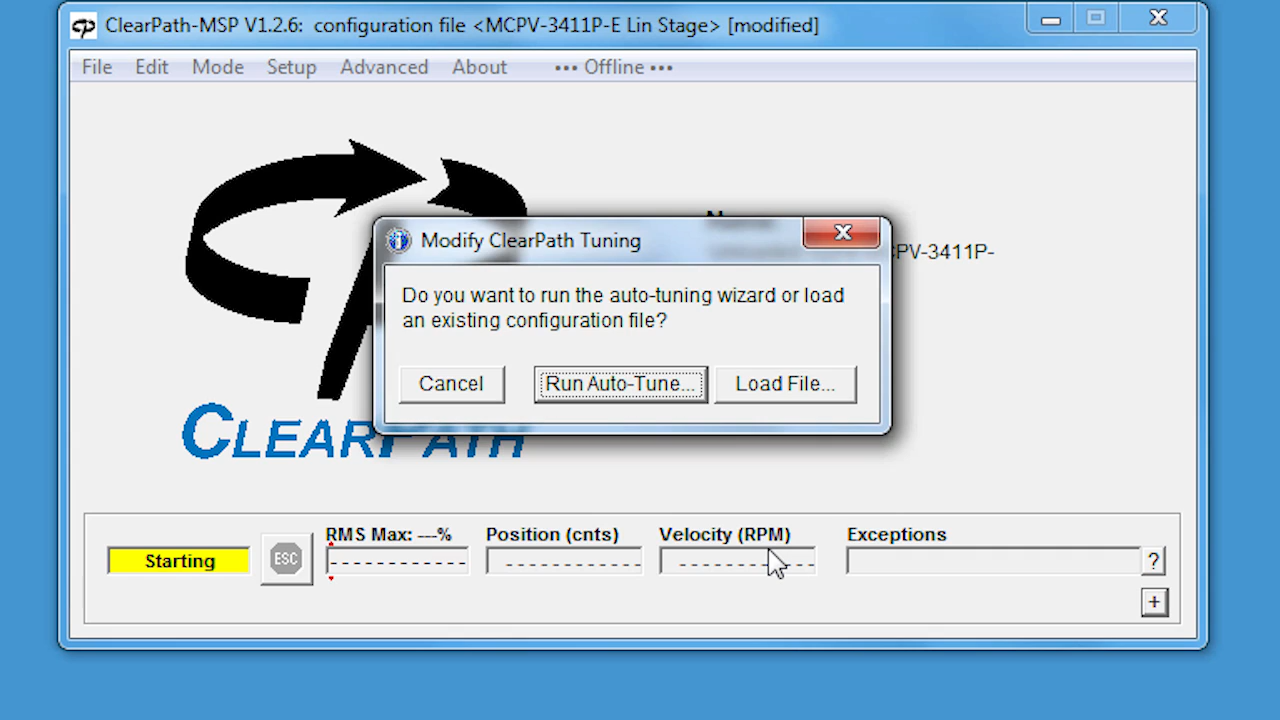 ClearPath-MSP V1.2.6:  configuration file <MCPV-3411P-E Lin Stage> [modified]
File Edit Mode Setup Advanced About ••• Offline •••
Modify ClearPath Tuning
CPV-3411P-
Do you want to run the auto-tuning wizard or load
an existing configuration file?
Cancel Run Auto-Tune... Load File...
CLEARPATH
RMS Max: ---% Position (cnts) Velocity (RPM) Exceptions
Starting ESC ------------ ------------ ------------ ?
+